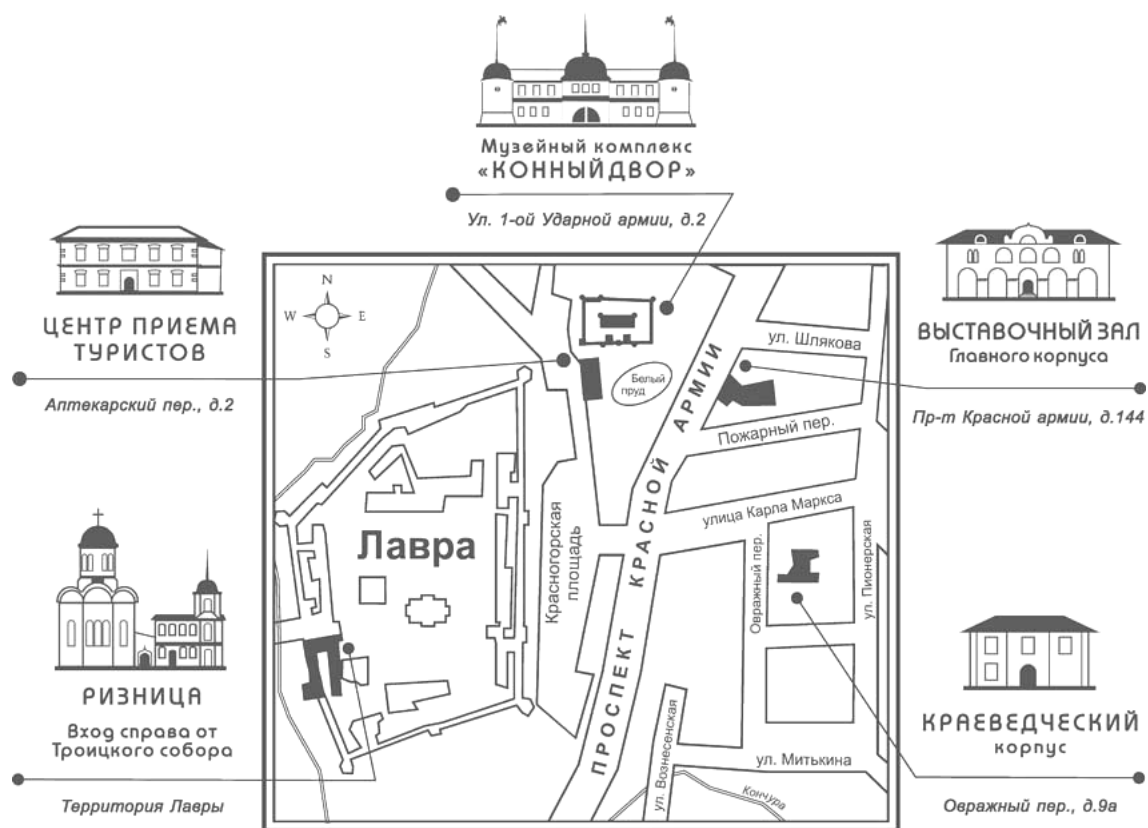 Музейный комплекс
«КОННЫЙ ДВОР»
Ул. 1-ой Ударной армии, д.2
ЦЕНТР ПРИЕМА
ТУРИСТОВ
Аптекарский пер., д.2
ВЫСТАВОЧНЫЙ ЗАЛ
Главного корпуса
Пр-т Красной армии, д.144
N
W
E
S
Белый
пруд
ул. Шлякова
Пожарный пер.
улица Карла Маркса
ПРОСПЕКТ КРАСНОЙ АРМИИ
Лавра
Красногорская
площадь
Овражный пер.
ул. Пионерская
ул. Вознесенская
ул. Митькина
Кончура
РИЗНИЦА
Вход справа от
Троицкого собора
Территория Лавры
КРАЕВЕДЧЕСКИЙ
корпус
Овражный пер., д.9а